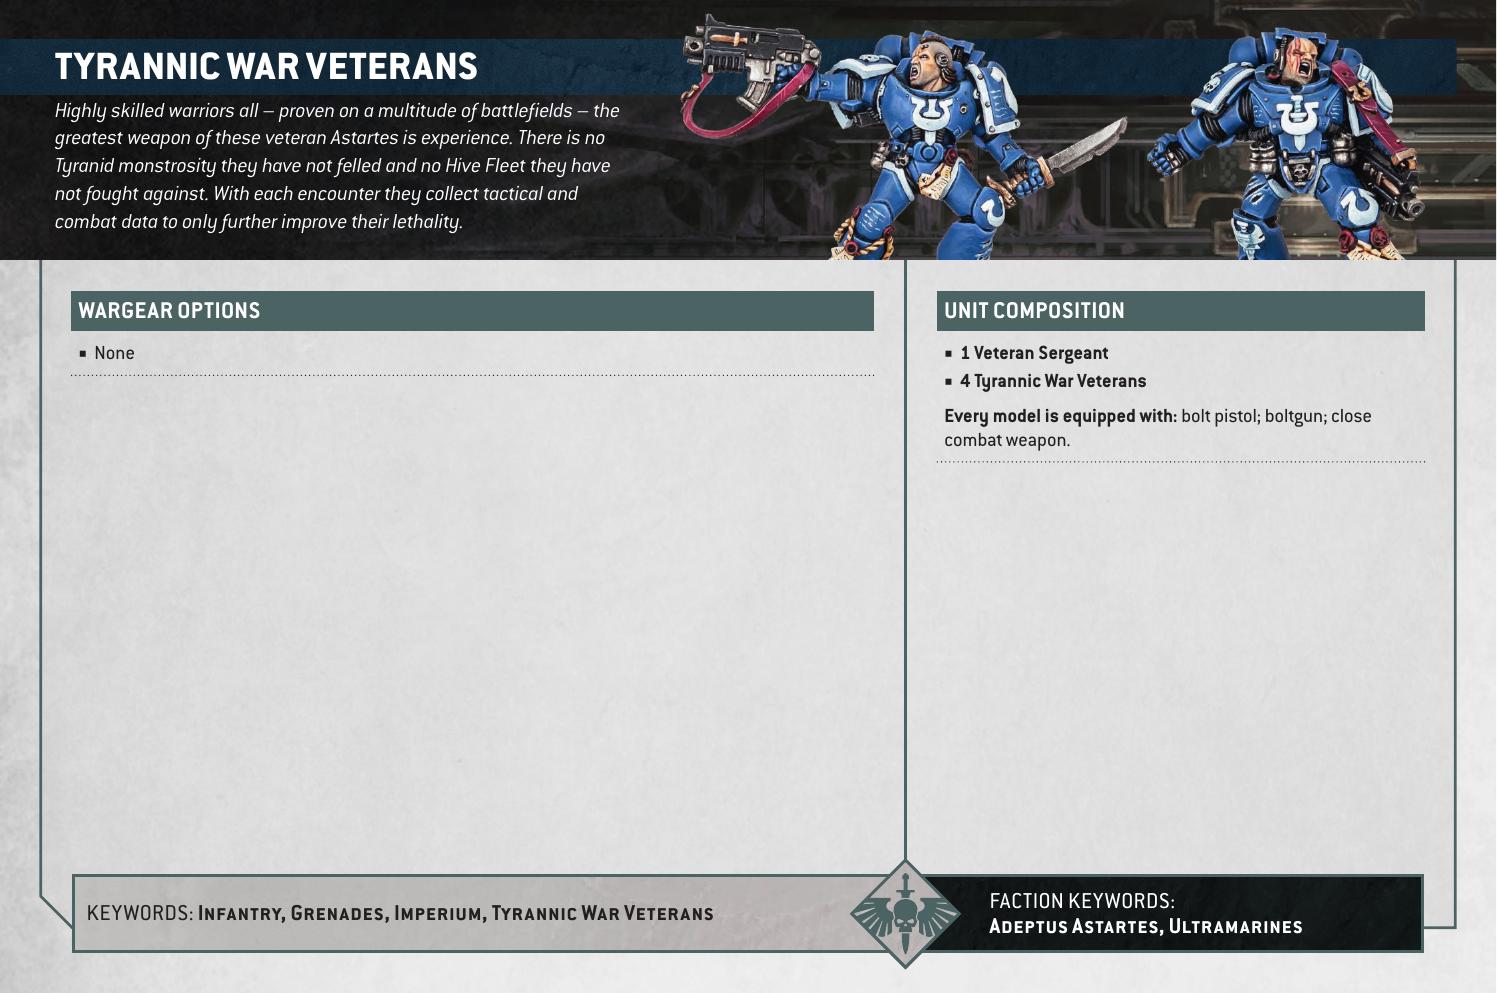 TYRANNIC WAR VETERANS
Highly skilled warriors all – proven on a multitude of battlefields – the
greatest weapon of these veteran Astartes is experience. There is no
Tyranid monstrosity they have not felled and no Hive Fleet they have
not fought against. With each encounter they collect tactical and
combat data to only further improve their lethality.
WARGEAR OPTIONS
■ None
UNIT COMPOSITION
■ 1 Veteran Sergeant
■ 4 Tyrannic War Veterans
Every model is equipped with: bolt pistol; boltgun; close
combat weapon.
KEYWORDS: Infantry, Grenades, Imperium, Tyrannic War Veterans
FACTION KEYWORDS:
Adeptus Astartes, Ultramarines